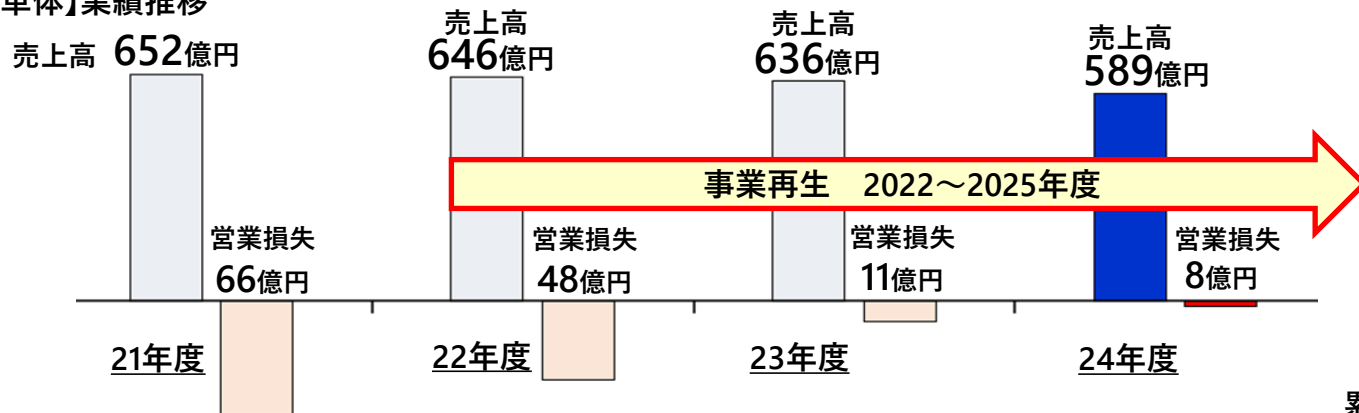 単体】業績推移
売上高 652億円
売上高
646億円
売上高
636億円
売上高
589億円
事業再生 2022～2025年度
営業損失
66億円
営業損失
48億円
営業損失
11億円
営業損失
8億円
21年度
22年度
23年度
24年度